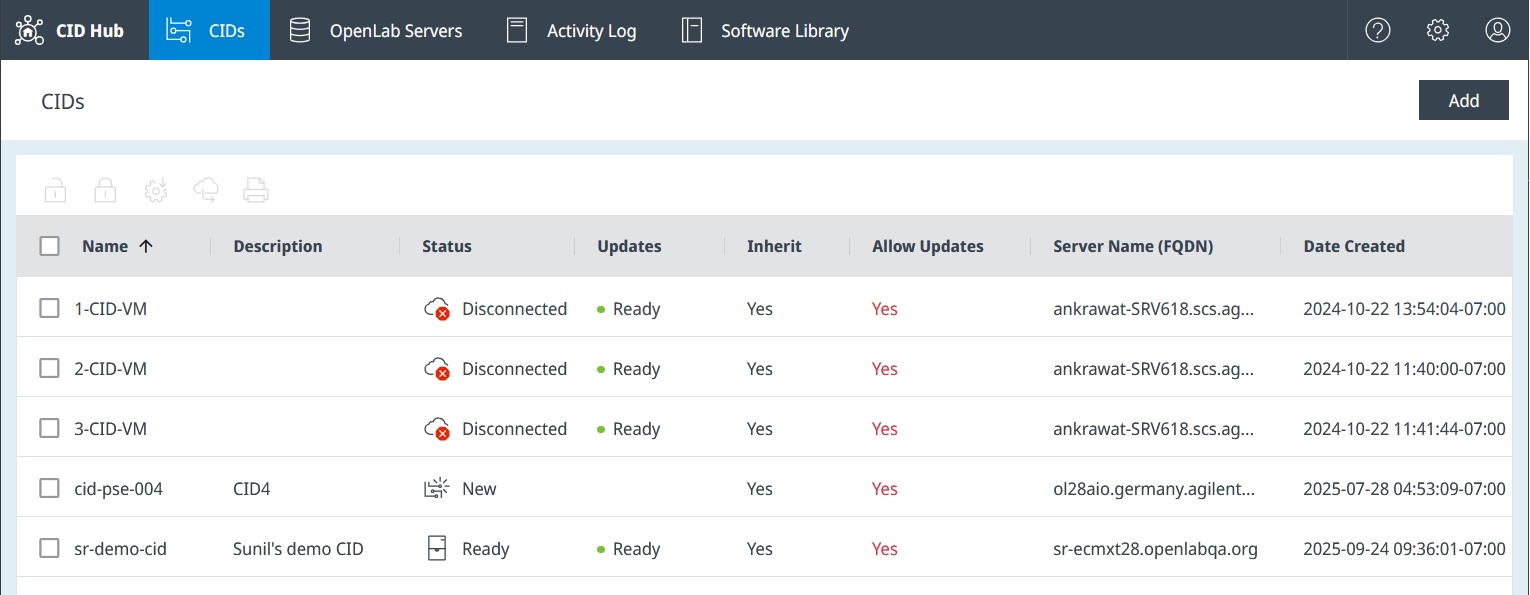 CID Hub CIDs OpenLab Servers Activity Log Software Library
CIDs Add
Name Description Status Updates Inherit Allow Updates Server Name (FQDN) Date Created
1-CID-VM Disconnected Ready Yes Yes ankrawat-SRV618.scs.ag... 2024-10-22 13:54:04-07:00
2-CID-VM Disconnected Ready Yes Yes ankrawat-SRV618.scs.ag... 2024-10-22 11:40:00-07:00
3-CID-VM Disconnected Ready Yes Yes ankrawat-SRV618.scs.ag... 2024-10-22 11:41:44-07:00
cid-pse-004 CID4 New Yes Yes ol28aio.germany.agilent... 2025-07-28 04:53:09-07:00
sr-demo-cid Sunil's demo CID Ready Ready Yes Yes sr-ecmxt28.openlabqa.org 2025-09-24 09:36:01-07:00